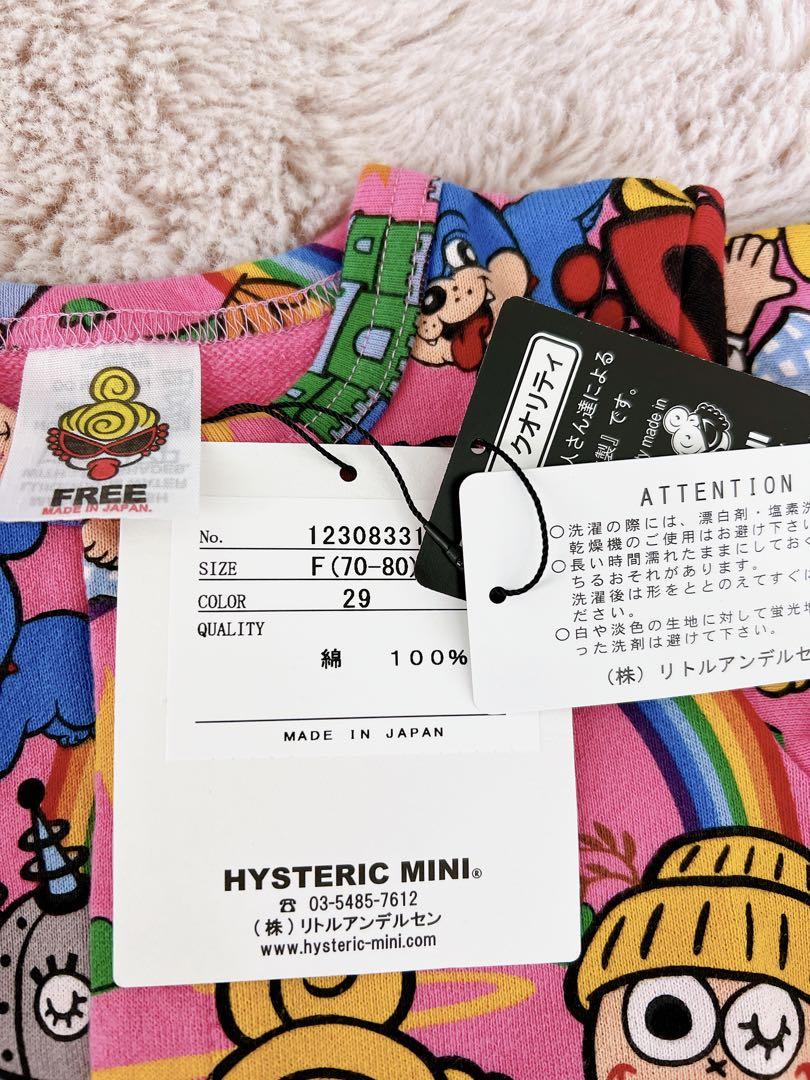 FREE
MADE IN JAPAN.
No. 12308331
SIZE F(70-80)
COLOR 29
QUALITY
綿 100%
MADE IN JAPAN
HYSTERIC MINI®
☎ 03-5485-7612
(株)リトルアンデルセン
www.hysteric-mini.com
クオリティ
人さん達による
製』です。
made in
ATTENTION
○洗濯の際には、漂白剤・塩素洗
乾燥機のご使用はお避け下さい
○長い時間濡れたままにしておく
ちるおそれがあります。
洗濯後は形をととのえてすぐに
ださい。
○白や淡色の生地に対して蛍光
った洗剤は避けて下さい。
(株)リトルアンデルセ